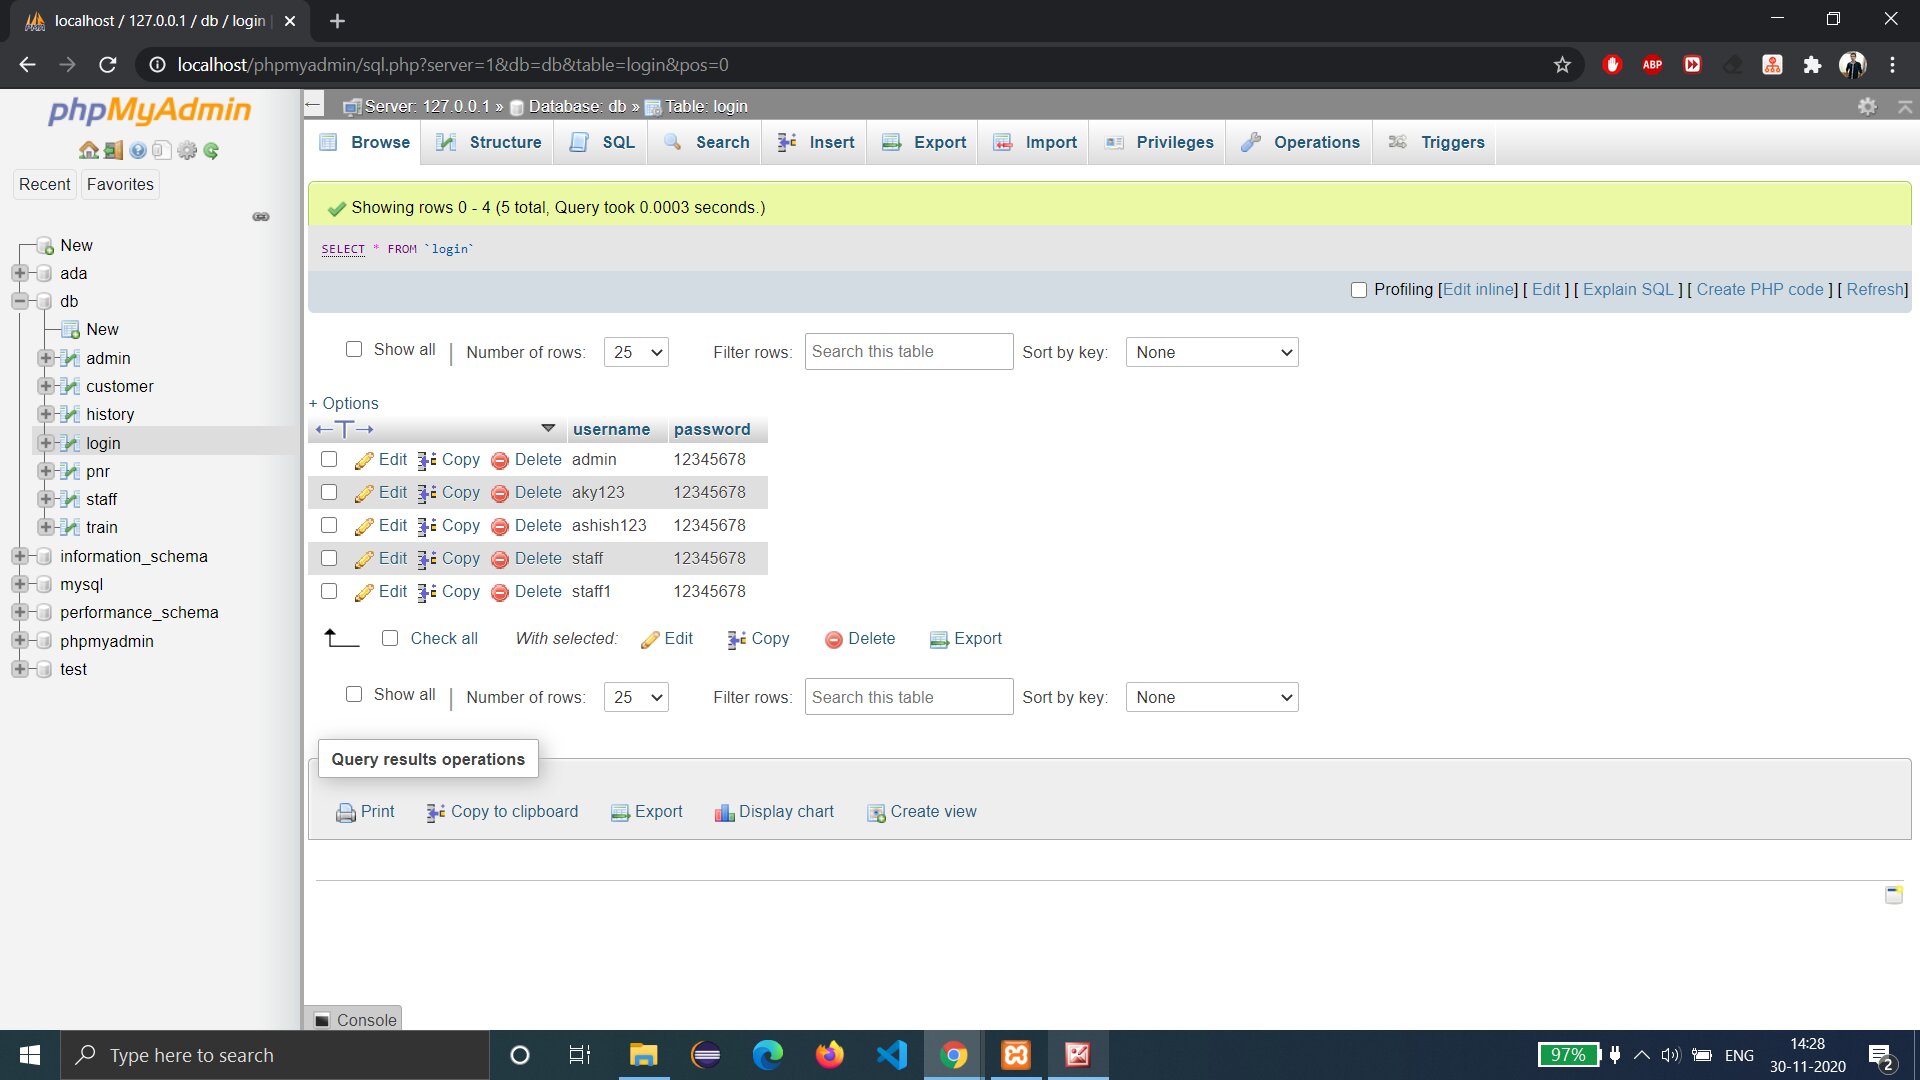 localhost / 127.0.0.1 / db / login |
localhost/phpmyadmin/sql.php?server=1&db=db&table=login&pos=0
ABP
phpMyAdmin
Recent Favorites
New
ada
db
New
admin
customer
history
login
pnr
staff
train
information_schema
mysql
performance_schema
phpmyadmin
test
Server: 127.0.0.1 » Database: db » Table: login
Browse Structure SQL Search Insert Export Import Privileges Operations Triggers
Showing rows 0 - 4 (5 total, Query took 0.0003 seconds.)
SELECT * FROM `login`
Profiling [Edit inline] [ Edit ] [ Explain SQL ] [ Create PHP code ] [ Refresh]
Show all | Number of rows: 25 Filter rows: Search this table Sort by key: None
+ Options
←T→ username password
Edit Copy Delete admin 12345678
Edit Copy Delete aky123 12345678
Edit Copy Delete ashish123 12345678
Edit Copy Delete staff 12345678
Edit Copy Delete staff1 12345678
Check all With selected: Edit Copy Delete Export
Show all | Number of rows: 25 Filter rows: Search this table Sort by key: None
Query results operations
Print Copy to clipboard Export Display chart Create view
Console
Type here to search
97% ENG 14:28
30-11-2020 2